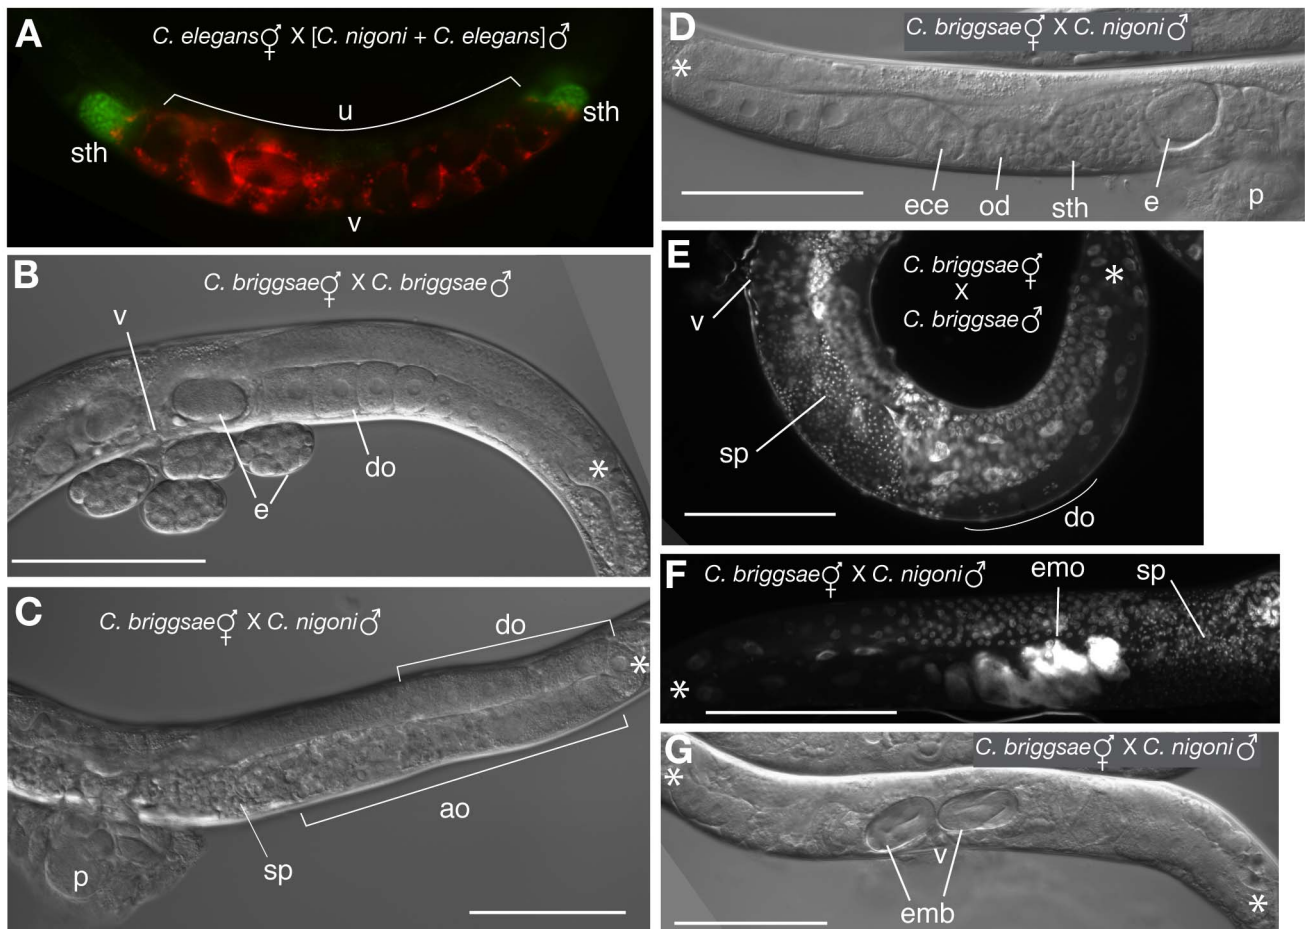 A
C. elegans⚥ X [C. nigoni + C. elegans]♂
u
sth
sth
v
B
C. briggsae⚥ X C. briggsae♂
v
do
e
*
C
C. briggsae⚥ X C. nigoni♂
do
*
ao
sp
p
D
C. briggsae⚥ X C. nigoni♂
*
ece
od
sth
e
p
E
C. briggsae⚥
X
C. briggsae♂
*
v
sp
do
F
C. briggsae⚥ X C. nigoni♂
emo
sp
*
G
C. briggsae⚥ X C. nigoni♂
*
v
emb
*